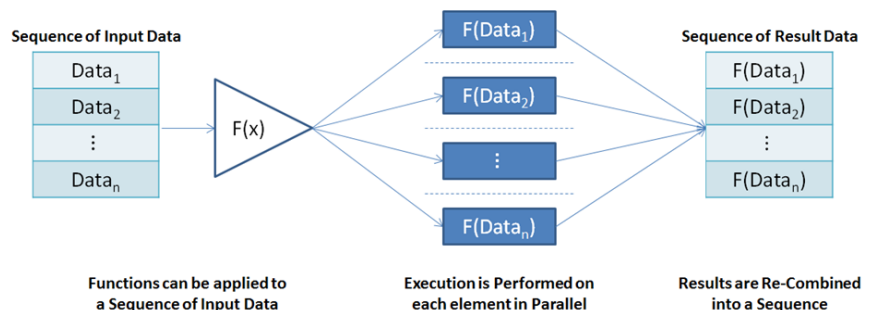 Sequence of Input Data
Data₁
Data₂
⋮
Dataₙ
F(x)
F(Data₁)
F(Data₂)
⋮
F(Dataₙ)
Sequence of Result Data
F(Data₁)
F(Data₂)
⋮
F(Dataₙ)
Functions can be applied to
a Sequence of Input Data
Execution is Performed on
each element in Parallel
Results are Re-Combined
into a Sequence